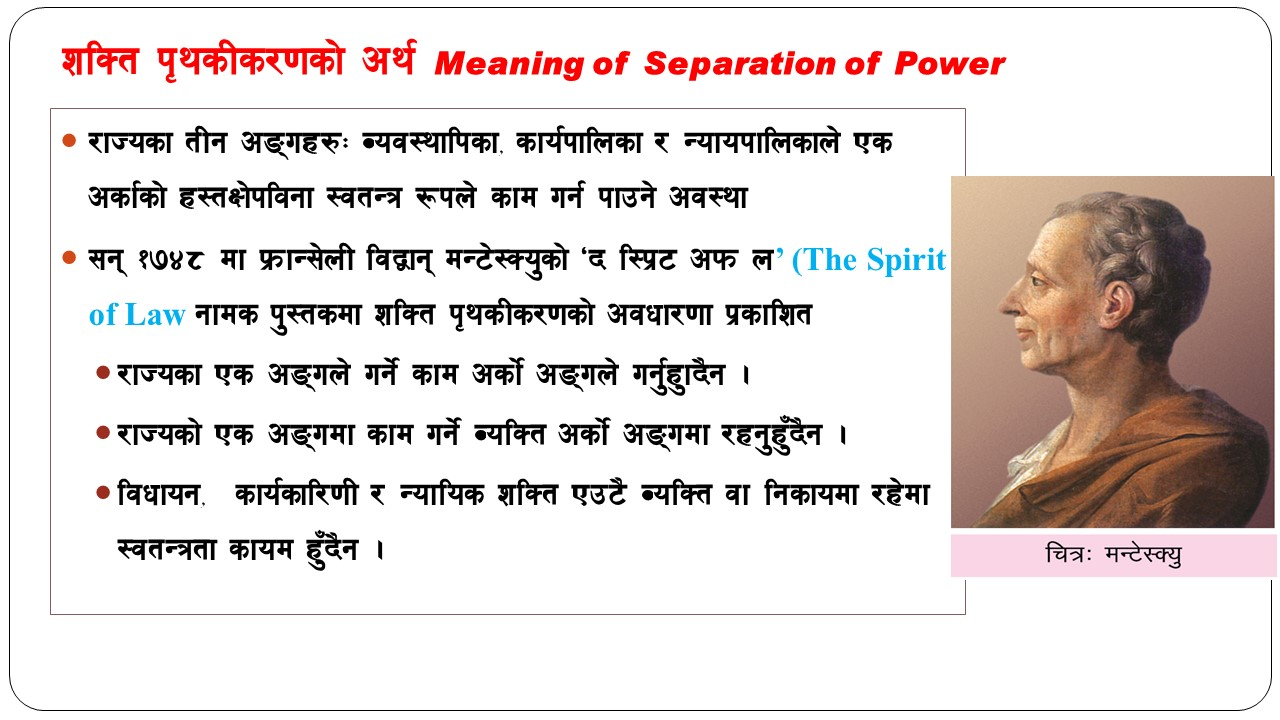 शक्ति पृथकीकरणको अर्थ Meaning of Separation of Power
राज्यका तीन अङ्गहरुः व्यवस्थापिका, कार्यपालिका र न्यायपालिकाले एक
अर्काको हस्तक्षेपविना स्वतन्त्र रूपले काम गर्न पाउने अवस्था
सन् १७४८ मा फ्रान्सेली विद्वान् मन्टेस्क्युको ‘द स्प्रिट अफ ल’ (The Spirit
of Law नामक पुस्तकमा शक्ति पृथकीकरणको अवधारणा प्रकाशित
राज्यका एक अङ्गले गर्ने काम अर्को अङ्गले गर्नुहुादैन ।
राज्यको एक अङ्गमा काम गर्ने व्यक्ति अर्को अङ्गमा रहनुहुँदैन ।
विधायन, कार्यकारिणी र न्यायिक शक्ति एउटै व्यक्ति वा निकायमा रहेमा
स्वतन्त्रता कायम हुँदैन ।
चित्रः मन्टेस्क्यु